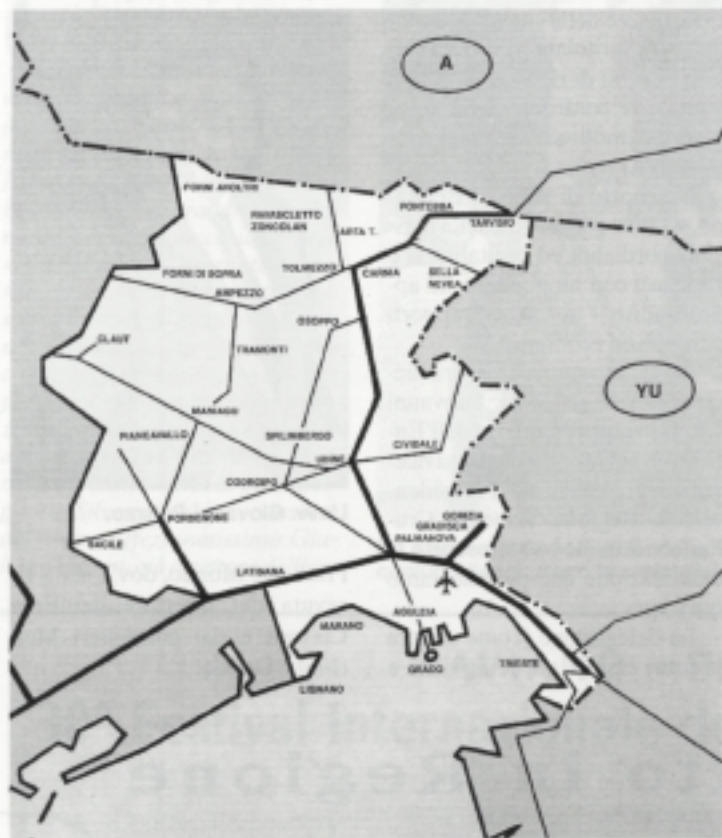 A
FORNI AVOLTRI
PONTEBBA
RAVASCLETTO
ZONCOLAN
ARTA T.
TARVISIO
FORNI DI SOPRA
TOLMEZZO
CARNIA
SELLA
NEVEA
AMPEZZO
OSOPPO
CLAUT
TRAMONTI
YU
MANIAGO
PIANCAVALLO
SPILIMBERGO
CIVIDALE
UDINE
CODROIPO
GORIZIA
PORDENONE
GRADISCA
PALMANOVA
SACILE
LATISANA
AQUILEIA
MARANO
GRADO
TRIESTE
LIGNANO